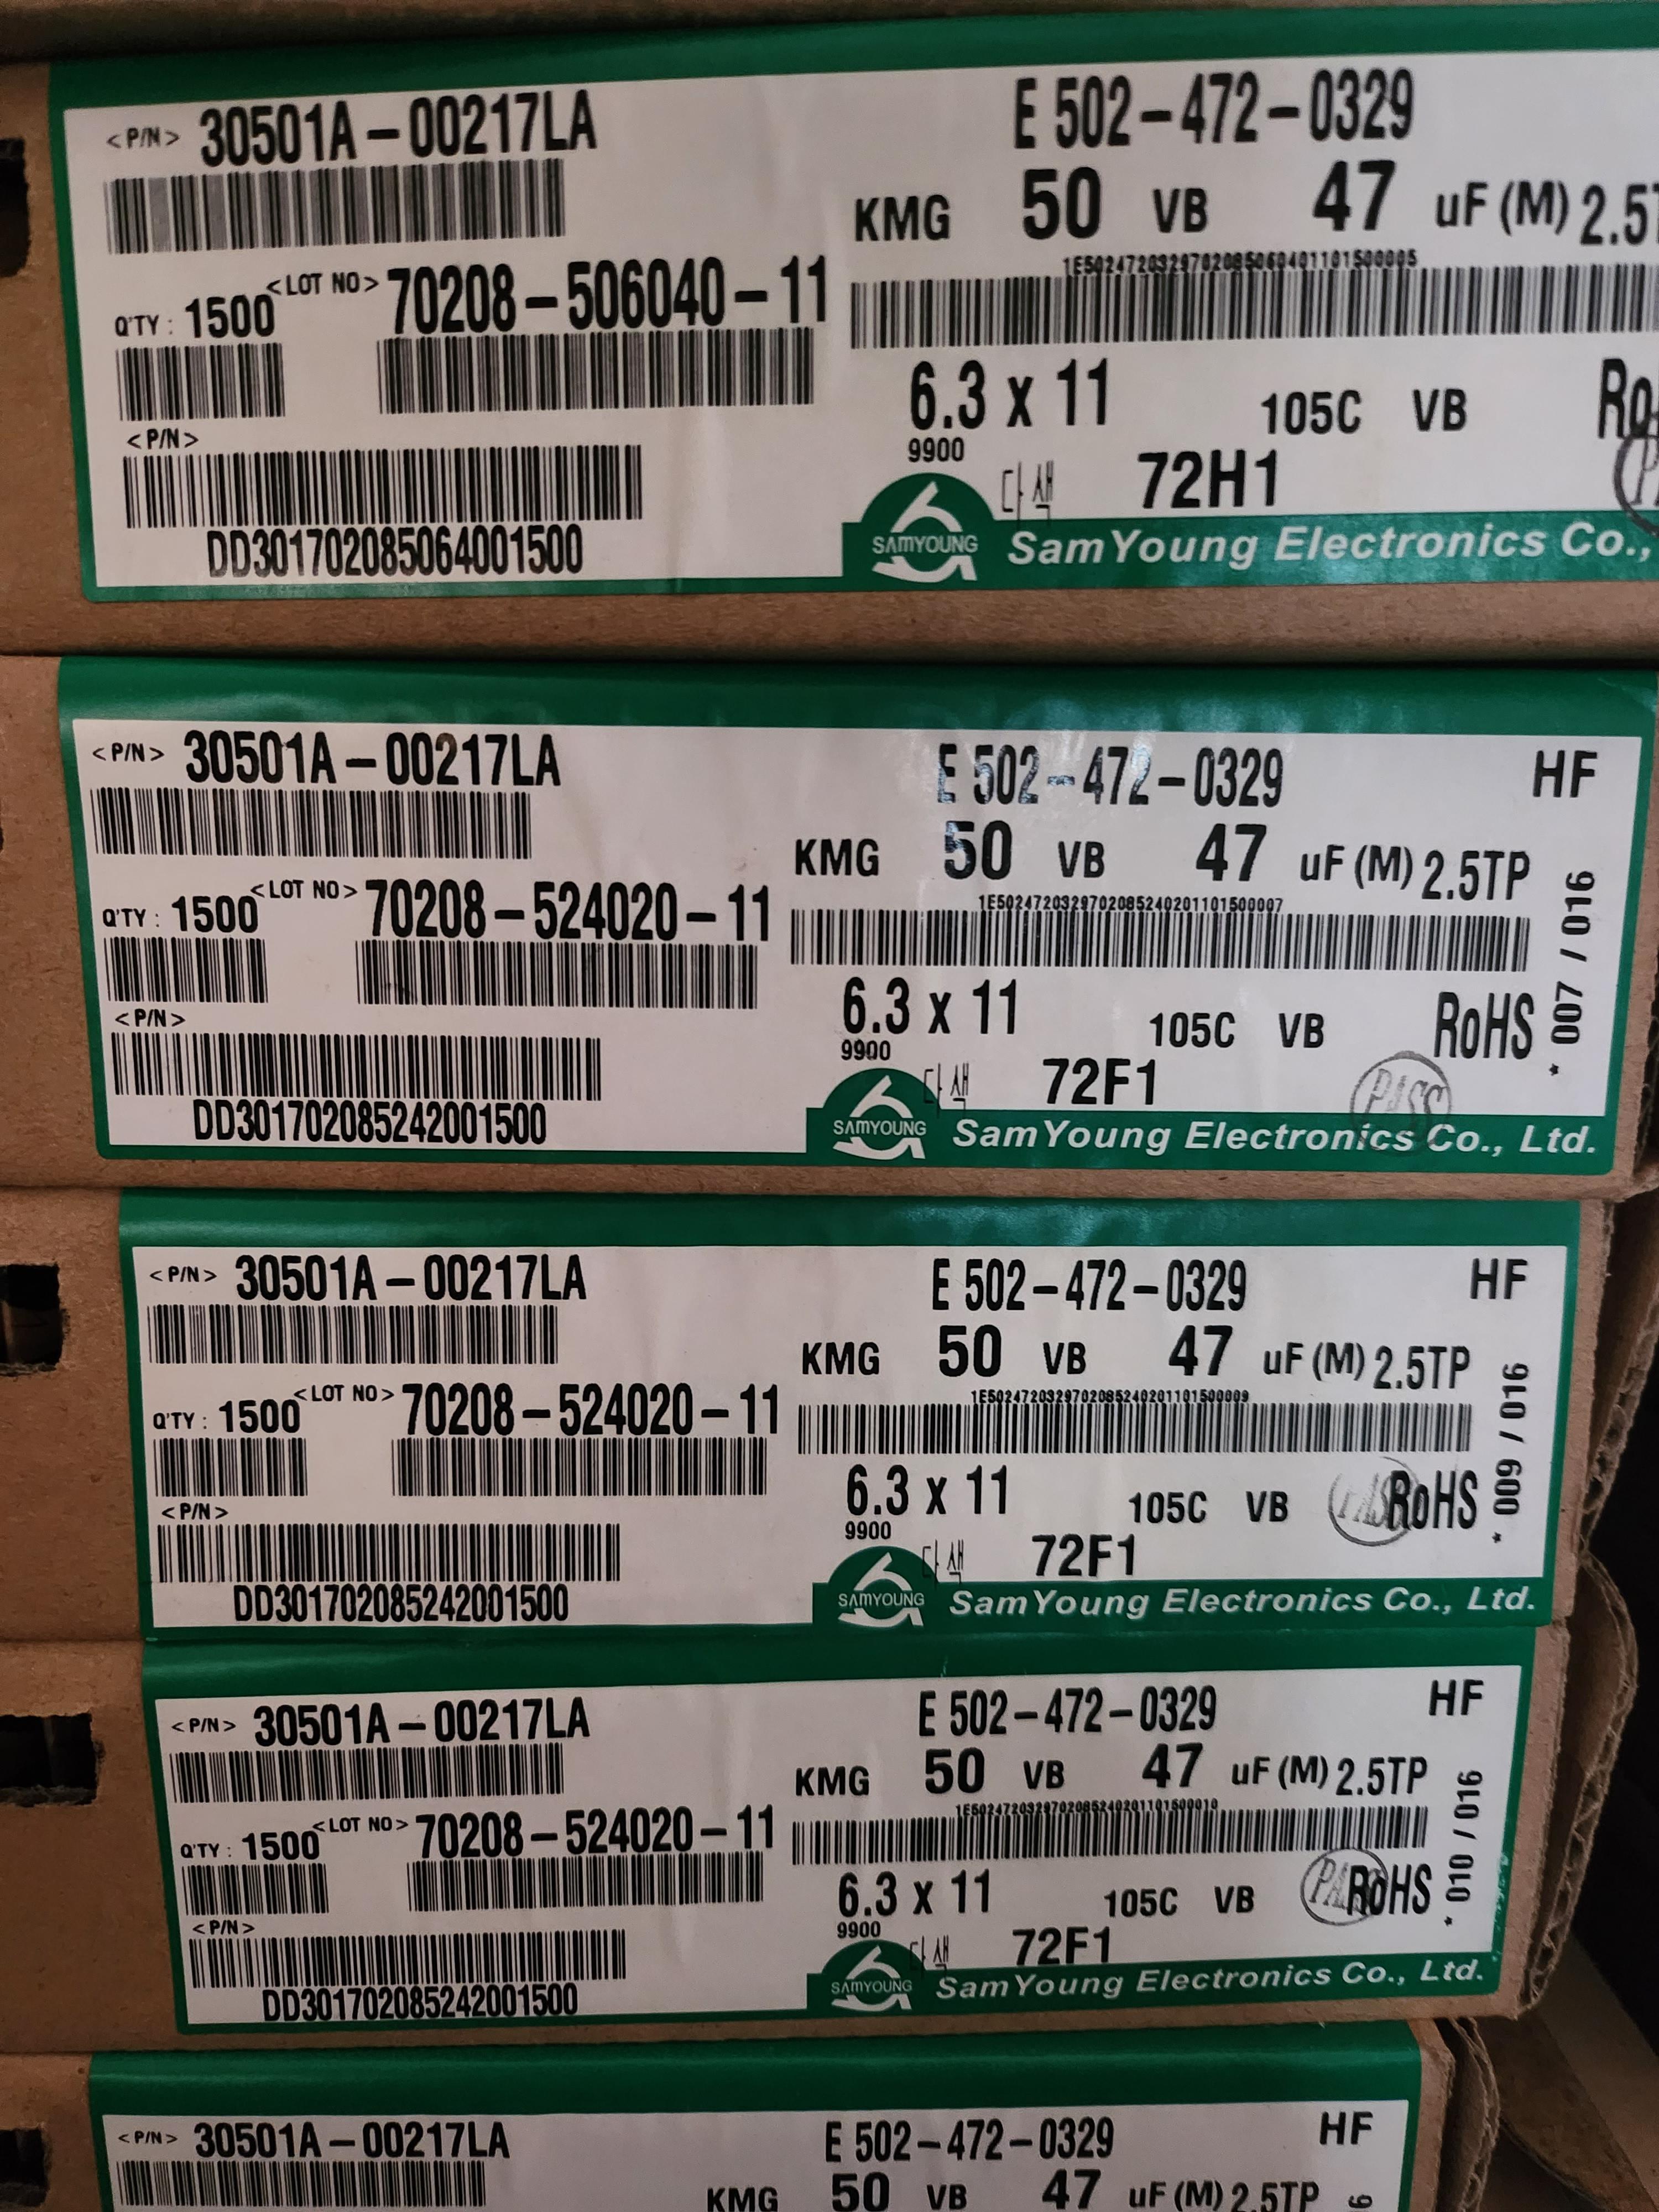 <P/N> 30501A-00217LA
E 502-472-0329
KMG 50 VB 47 uF (M) 2.5
1E502472032970208506040110150 0005
Q'TY : 1500 <LOT NO> 70208-506040-11
6.3 x 11 105C VB
9900
<P/N>
다색 72H1
DD301702085064001500
SAMYOUNG SamYoung Electronics Co.,
<P/N> 30501A-00217LA
E 502-472-0329 HF
KMG 50 VB 47 uF (M) 2.5TP
1E5024720329702085240201101500007
Q'TY : 1500 <LOT NO> 70208-524020-11
6.3 x 11 105C VB RoHS
* 007 / 016
9900
<P/N>
다색 72F1
PASS
DD301702085242001500
SAMYOUNG SamYoung Electronics Co., Ltd.
<P/N> 30501A-00217LA
E 502-472-0329 HF
KMG 50 VB 47 uF (M) 2.5TP
1E5024720329702085240201101500009
Q'TY : 1500 <LOT NO> 70208-524020-11
6.3 x 11 105C VB RoHS
* 009 / 016
9900
<P/N>
다색 72F1
DD301702085242001500
SAMYOUNG SamYoung Electronics Co., Ltd.
<P/N> 30501A-00217LA
E 502-472-0329 HF
KMG 50 VB 47 uF (M) 2.5TP
1E5024720329702085240201101500010
Q'TY : 1500 <LOT NO> 70208-524020-11
6.3 x 11 105C VB RoHS
* 010 / 016
9900
<P/N>
다색 72F1
DD301702085242001500
SAMYOUNG SamYoung Electronics Co., Ltd.
<P/N> 30501A-00217LA
E 502-472-0329 HF
KMG 50 VB 47 uF (M) 2.5TP